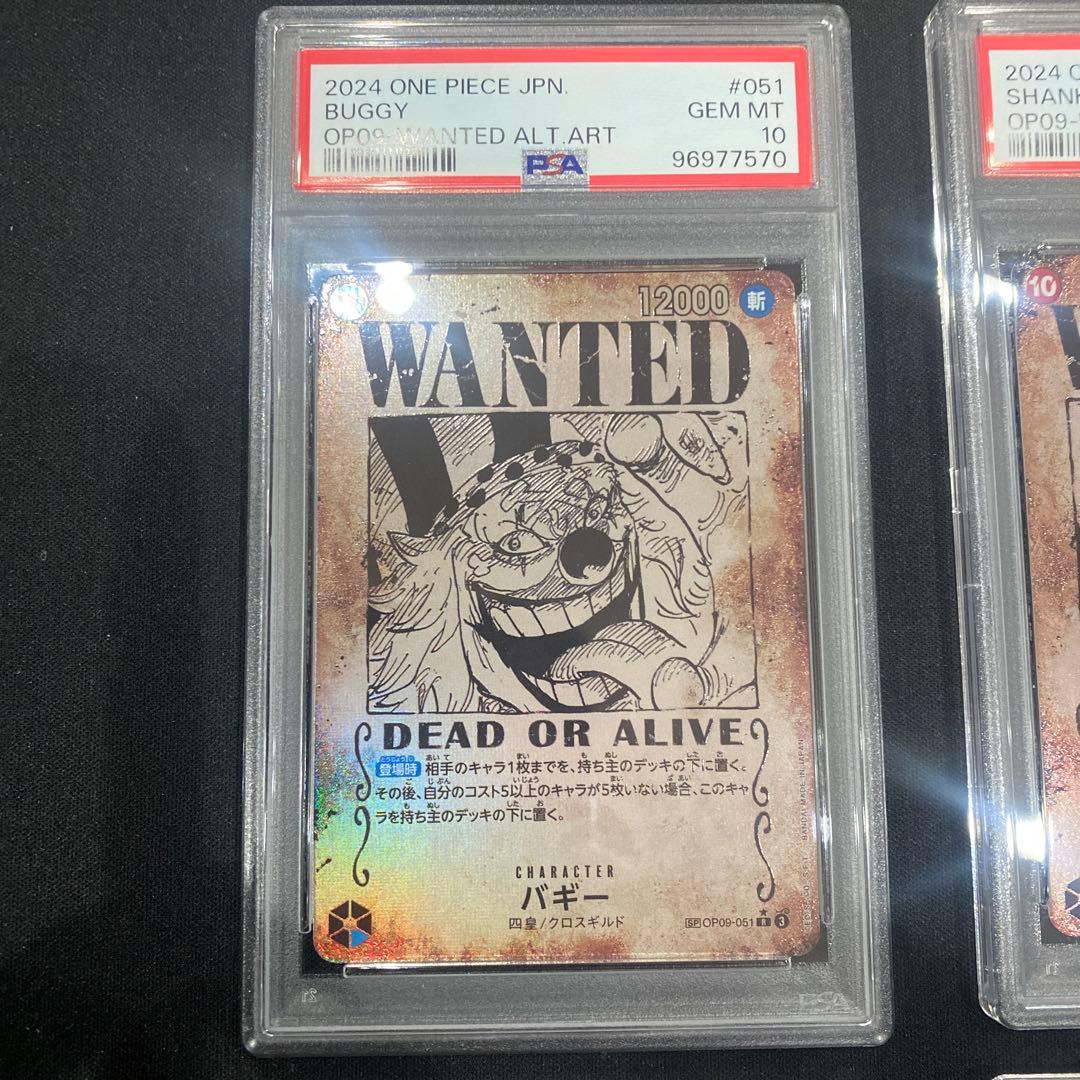 2024 ONE PIECE JPN. #051
BUGGY GEM MT
OP09-WANTED ALT.ART 10
PSA 96977570
12000 斬
WANTED
DEAD OR ALIVE
登場時 相手のキャラ1枚までを、持ち主のデッキの下に置く。
その後、自分のコスト5以上のキャラが5枚いない場合、このキャ
ラを持ち主のデッキの下に置く。
CHARACTER
バギー
四皇/クロスギルド
SP OP09-051 R 3
2024 O
SHANK
OP09-
10